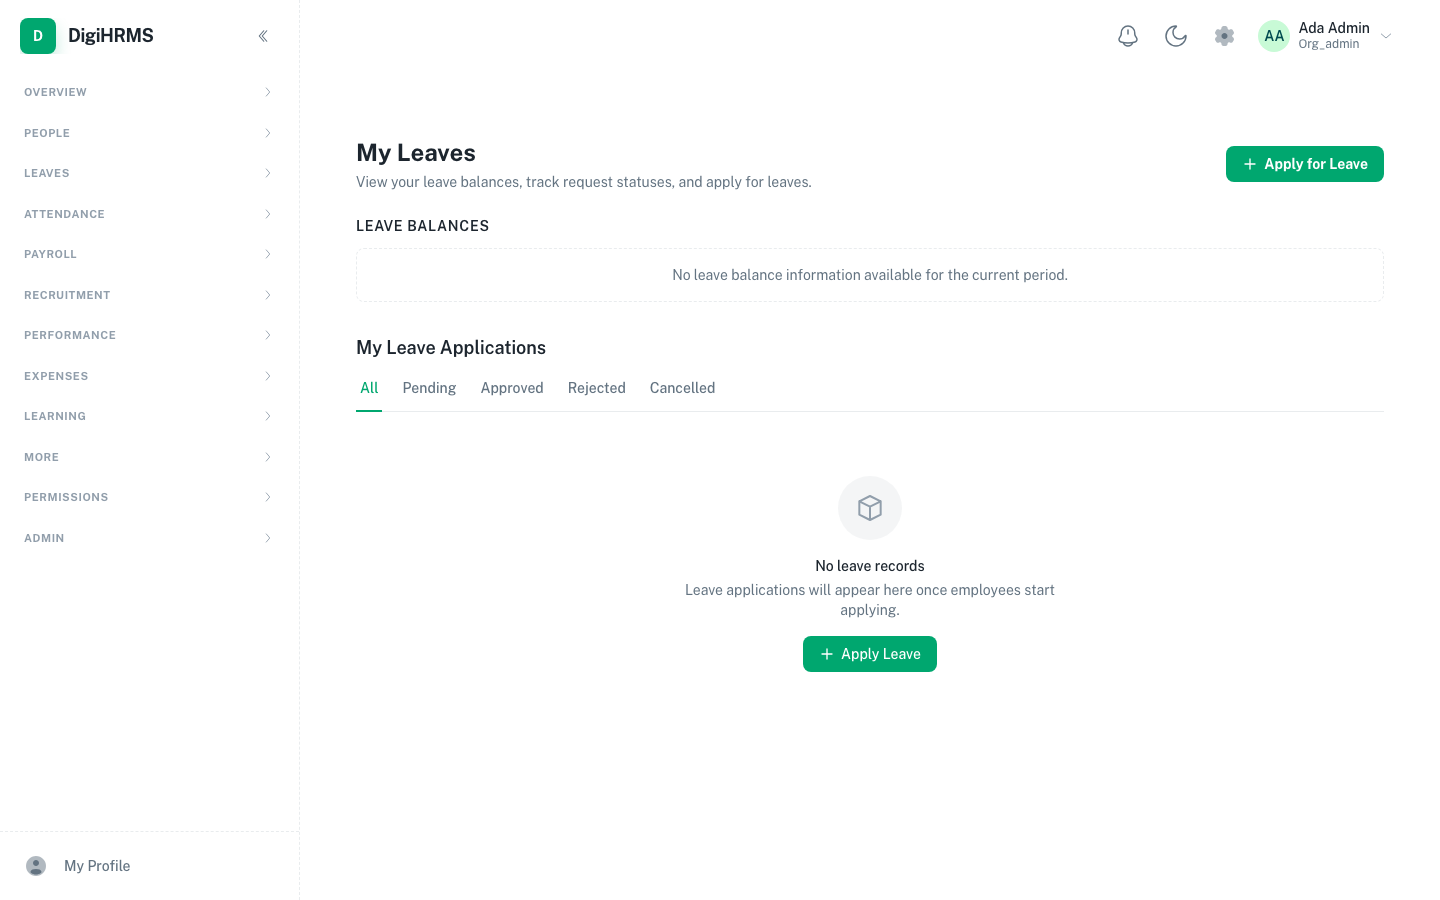 D
DigiHRMS
OVERVIEW
PEOPLE
LEAVES
ATTENDANCE
PAYROLL
RECRUITMENT
PERFORMANCE
EXPENSES
LEARNING
MORE
PERMISSIONS
ADMIN
My Profile
AA
Ada Admin
Org_admin
My Leaves
View your leave balances, track request statuses, and apply for leaves.
Apply for Leave
LEAVE BALANCES
No leave balance information available for the current period.
My Leave Applications
All Pending Approved Rejected Cancelled
No leave records
Leave applications will appear here once employees start
applying.
Apply Leave